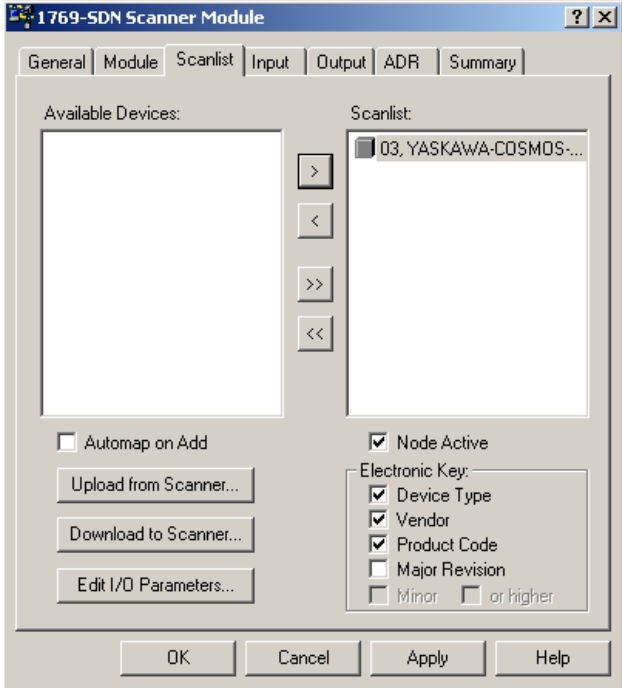 1769-SDN Scanner Module
General Module Scanlist Input Output ADR Summary
Available Devices:
Scanlist:
03, YASKAWA-COSMOS-...
>
<
>>
<<
Automap on Add
Node Active
Upload from Scanner...
Download to Scanner...
Edit I/O Parameters...
Electronic Key:
Device Type
Vendor
Product Code
Major Revision
Minor or higher
OK Cancel Apply Help